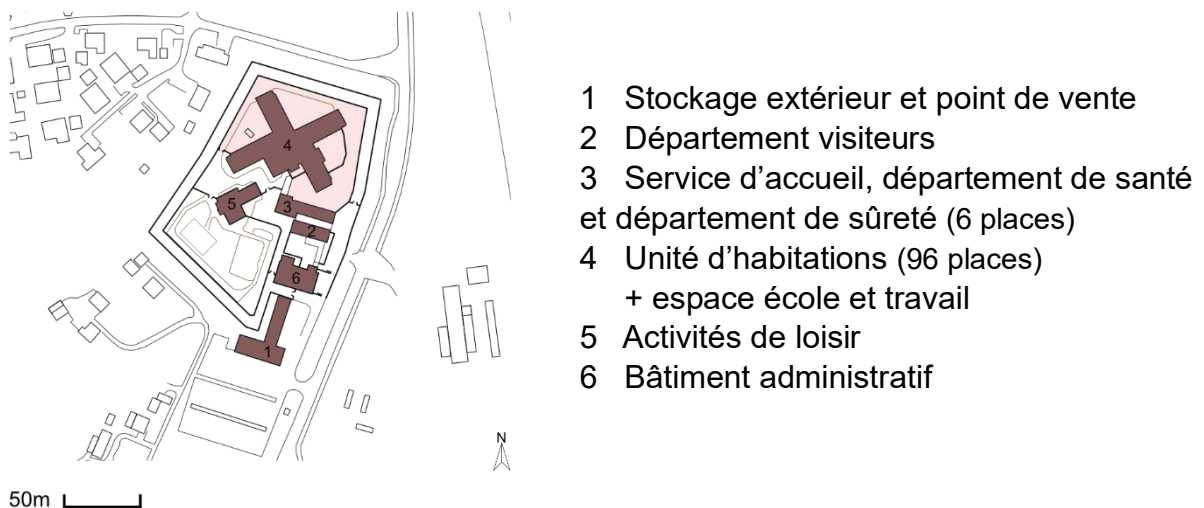 4
5
3
2
6
1
N
50m
1 Stockage extérieur et point de vente
2 Département visiteurs
3 Service d’accueil, département de santé
et département de sûreté (6 places)
4 Unité d’habitations (96 places)
+ espace école et travail
5 Activités de loisir
6 Bâtiment administratif